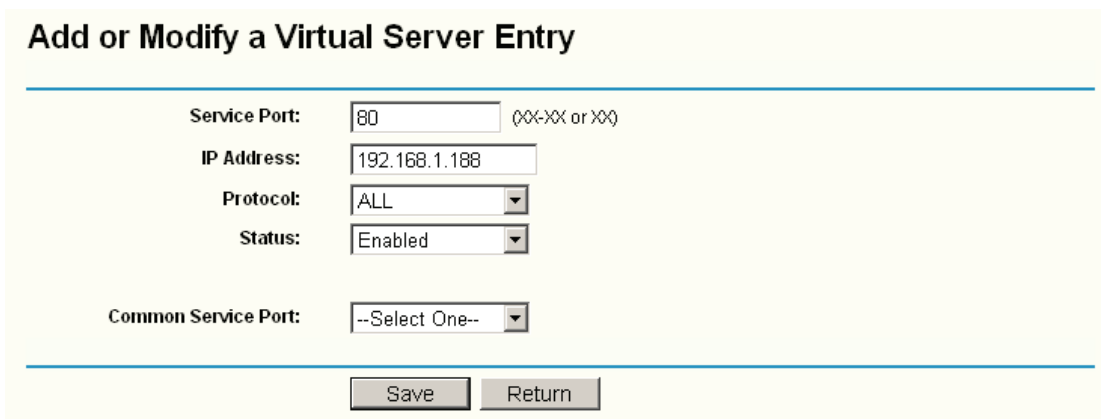 Add or Modify a Virtual Server Entry
Service Port: 80 (XX-XX or XX)
IP Address: 192.168.1.188
Protocol: ALL
Status: Enabled
Common Service Port: --Select One--
Save Return